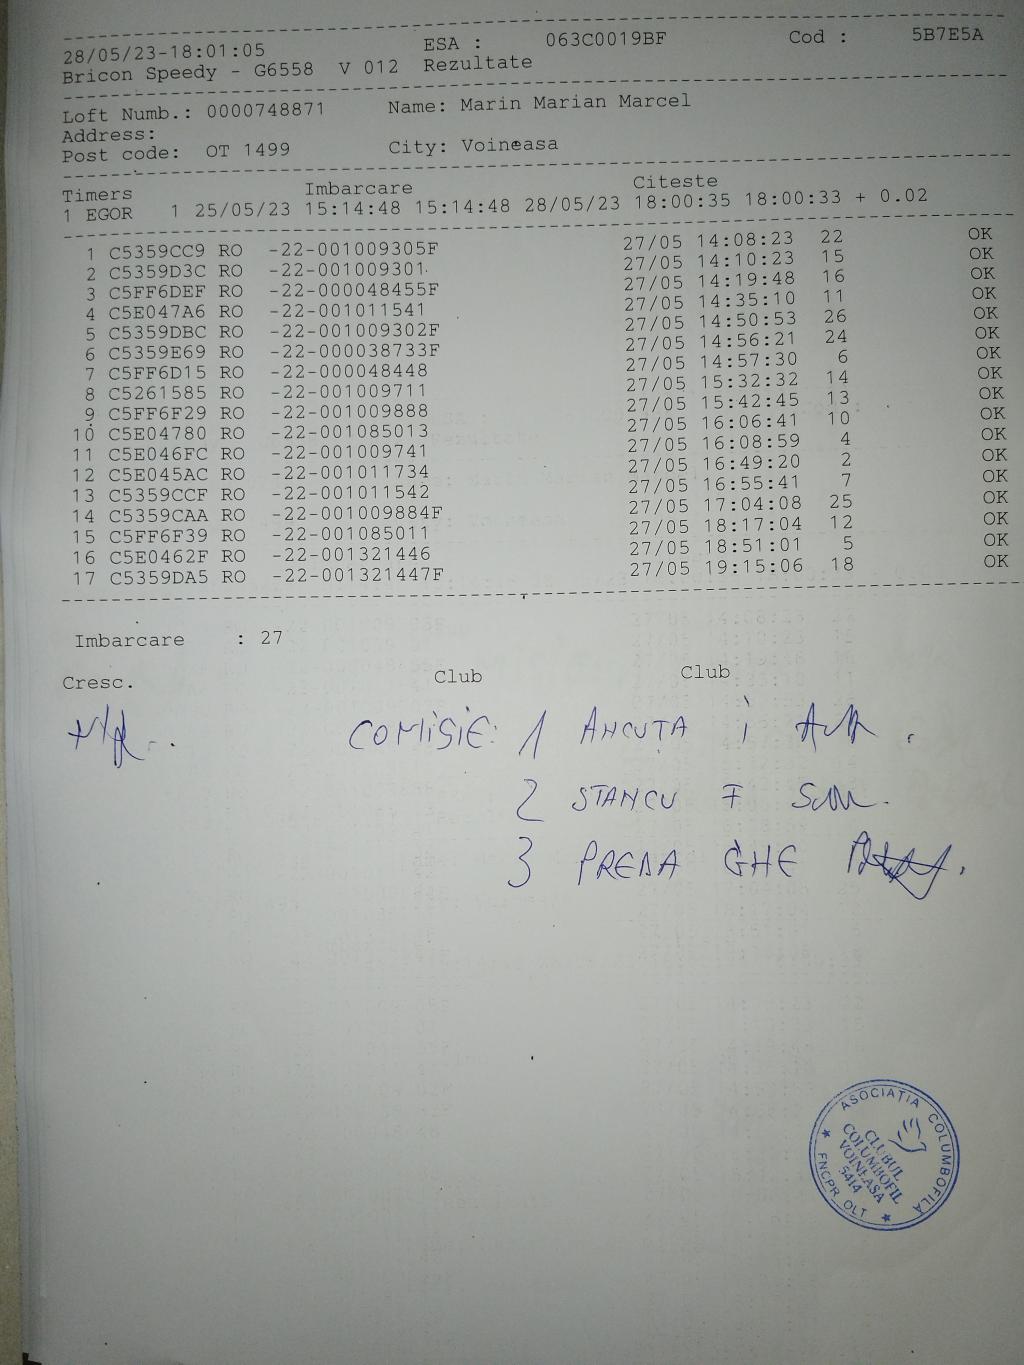 28/05/23-18:01:05 ESA : 063C0019BF Cod : 5B7E5A
Bricon Speedy - G6558 V 012 Rezultate
Loft Numb.: 0000748871 Name: Marin Marian Marcel
Address:
Post code: OT 1499 City: Voineasa
Timers Imbarcare Citeste
1 EGOR 1 25/05/23 15:14:48 15:14:48 28/05/23 18:00:35 18:00:33 + 0.02
1 C5359CC9 RO -22-001009305F 27/05 14:08:23 22 OK
2 C5359D3C RO -22-001009301 27/05 14:10:23 15 OK
3 C5FF6DEF RO -22-000048455F 27/05 14:19:48 16 OK
4 C5E047A6 RO -22-001011541 27/05 14:35:10 11 OK
5 C5359DBC RO -22-001009302F 27/05 14:50:53 26 OK
6 C5359E69 RO -22-000038733F 27/05 14:56:21 24 OK
7 C5FF6D15 RO -22-000048448 27/05 14:57:30 6 OK
8 C5261585 RO -22-001009711 27/05 15:32:32 14 OK
9 C5FF6F29 RO -22-001009888 27/05 15:42:45 13 OK
10 C5E04780 RO -22-001085013 27/05 16:06:41 10 OK
11 C5E046FC RO -22-001009741 27/05 16:08:59 4 OK
12 C5E045AC RO -22-001011734 27/05 16:49:20 2 OK
13 C5359CCF RO -22-001011542 27/05 16:55:41 7 OK
14 C5359CAA RO -22-001009884F 27/05 17:04:08 25 OK
15 C5FF6F39 RO -22-001085011 27/05 18:17:04 12 OK
16 C5E0462F RO -22-001321446 27/05 18:51:01 5 OK
17 C5359DA5 RO -22-001321447F 27/05 19:15:06 18 OK
Imbarcare : 27
Cresc. Club Club
COMISIE: 1 ANCUȚA I
2 STANCU F
3 PREDA GHE
ASOCIAȚIA COLUMBOFILĂ
CLUBUL
COLUMBOFIL
VOINEASA
5414
FNCPR OLT